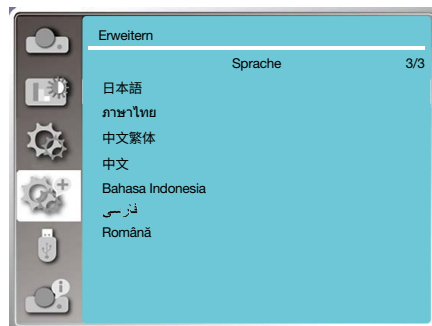 Erweitern
Sprache 3/3
日本語
ภาษาไทย
中文繁体
中文
Bahasa Indonesia
فارسی
Română